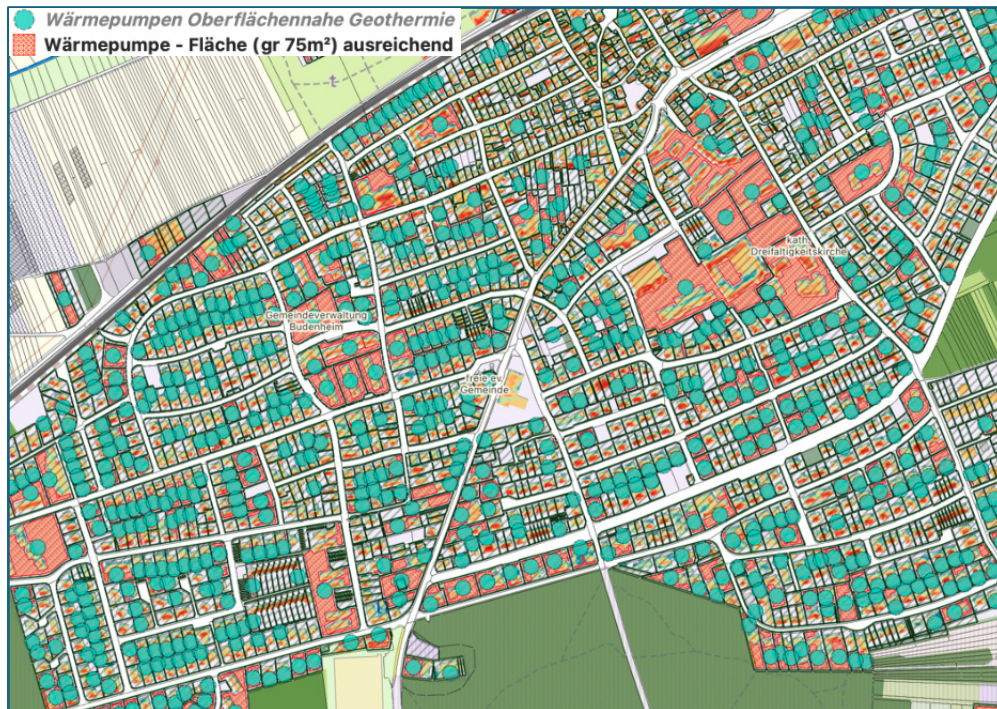 Wärmepumpen Oberflächennahe Geothermie
Wärmepumpe - Fläche (gr 75m²) ausreichend
kath.
Dreifaltigkeitskirche
Gemeindeverwaltung
Budenheim
freie ev.
Gemeinde